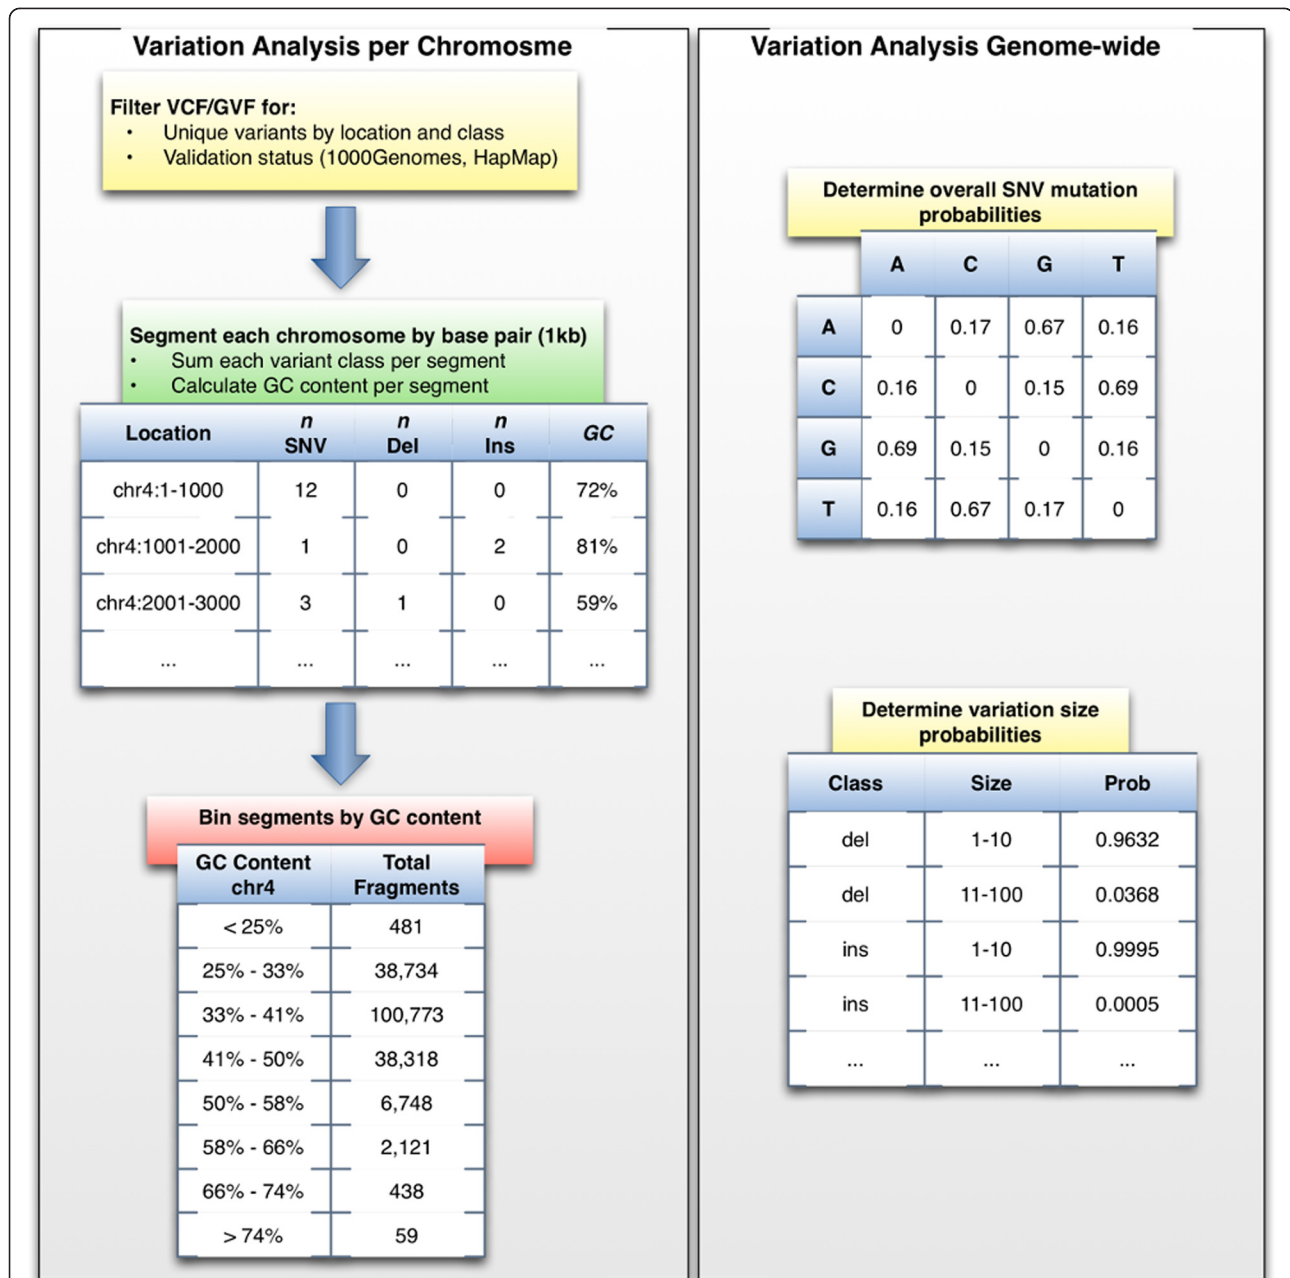 Variation Analysis per Chromosme
Filter VCF/GVF for:
• Unique variants by location and class
• Validation status (1000Genomes, HapMap)
Segment each chromosome by base pair (1kb)
• Sum each variant class per segment
• Calculate GC content per segment
Location n SNV n Del n Ins GC
chr4:1-1000 12 0 0 72%
chr4:1001-2000 1 0 2 81%
chr4:2001-3000 3 1 0 59%
... ... ... ... ...
Bin segments by GC content
GC Content chr4 Total Fragments
< 25% 481
25% - 33% 38,734
33% - 41% 100,773
41% - 50% 38,318
50% - 58% 6,748
58% - 66% 2,121
66% - 74% 438
> 74% 59
Variation Analysis Genome-wide
Determine overall SNV mutation
probabilities
A C G T
A 0 0.17 0.67 0.16
C 0.16 0 0.15 0.69
G 0.69 0.15 0 0.16
T 0.16 0.67 0.17 0
Determine variation size
probabilities
Class Size Prob
del 1-10 0.9632
del 11-100 0.0368
ins 1-10 0.9995
ins 11-100 0.0005
... ... ...